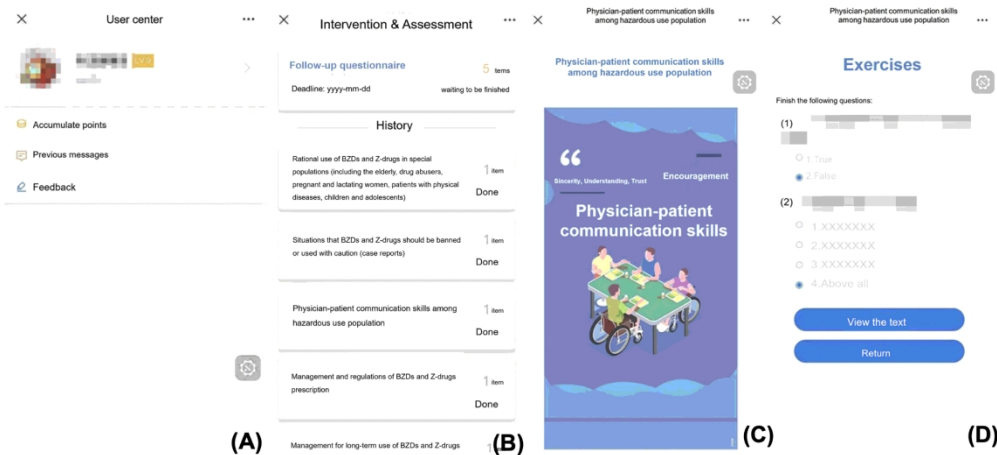 User center
LV.9
Accumulate points
Previous messages
Feedback
(A)
Intervention & Assessment
Follow-up questionnaire
5 tems
Deadline: yyyy-mm-dd
waiting to be finished
History
Rational use of BZDs and Z-drugs in special
populations (including the elderly, drug abusers,
pregnant and lactating women, patients with physical
diseases, children and adolescents)
1 item
Done
Situations that BZDs and Z-drugs should be banned
or used with caution (case reports)
1 item
Done
Physician-patient communication skills among
hazardous use population
1 item
Done
Management and regulations of BZDs and Z-drugs
prescription
1 item
Done
Management for long-term use of BZDs and Z-drugs
(B)
Physician-patient communication skills
among hazardous use population
Physician-patient communication skills
among hazardous use population
Sincerity, Understanding, Trust
Encouragement
Physician-patient
communication skills
(C)
Physician-patient communication skills
among hazardous use population
Exercises
Finish the following questions:
(1)
1.True
2.False
(2)
1.XXXXXXX
2.XXXXXXX
3.XXXXXXX
4.Above all
View the text
Return
(D)